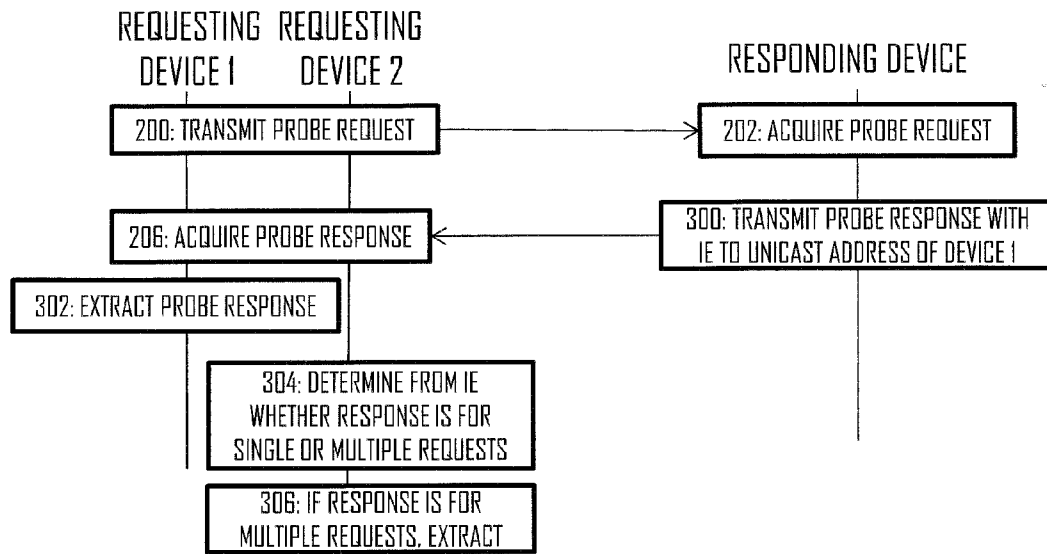 REQUESTING REQUESTING
DEVICE 1 DEVICE 2
RESPONDING DEVICE
200: TRANSMIT PROBE REQUEST
202: ACQUIRE PROBE REQUEST
300: TRANSMIT PROBE RESPONSE WITH
IE TO UNICAST ADDRESS OF DEVICE 1
206: ACQUIRE PROBE RESPONSE
302: EXTRACT PROBE RESPONSE
304: DETERMINE FROM IE
WHETHER RESPONSE IS FOR
SINGLE OR MULTIPLE REQUESTS
306: IF RESPONSE IS FOR
MULTIPLE REQUESTS, EXTRACT